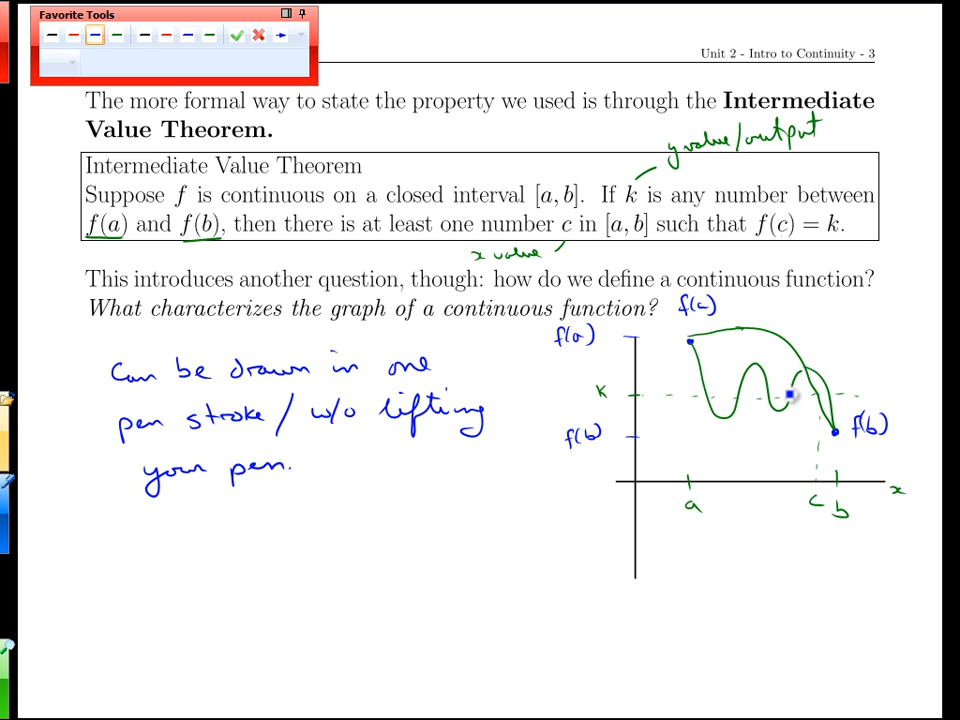 Favorite Tools
Unit 2 - Intro to Continuity - 3
The more formal way to state the property we used is through the Intermediate
Value Theorem.
y value/output
Intermediate Value Theorem
Suppose f is continuous on a closed interval [a, b]. If k is any number between
f(a) and f(b), then there is at least one number c in [a, b] such that f(c) = k.
x value
This introduces another question, though: how do we define a continuous function?
What characterizes the graph of a continuous function?
Can be drawn in one
pen stroke/ w/o lifting
your pen.
f(a)
f(a)
K
f(b)
f(b)
x
a
c
b